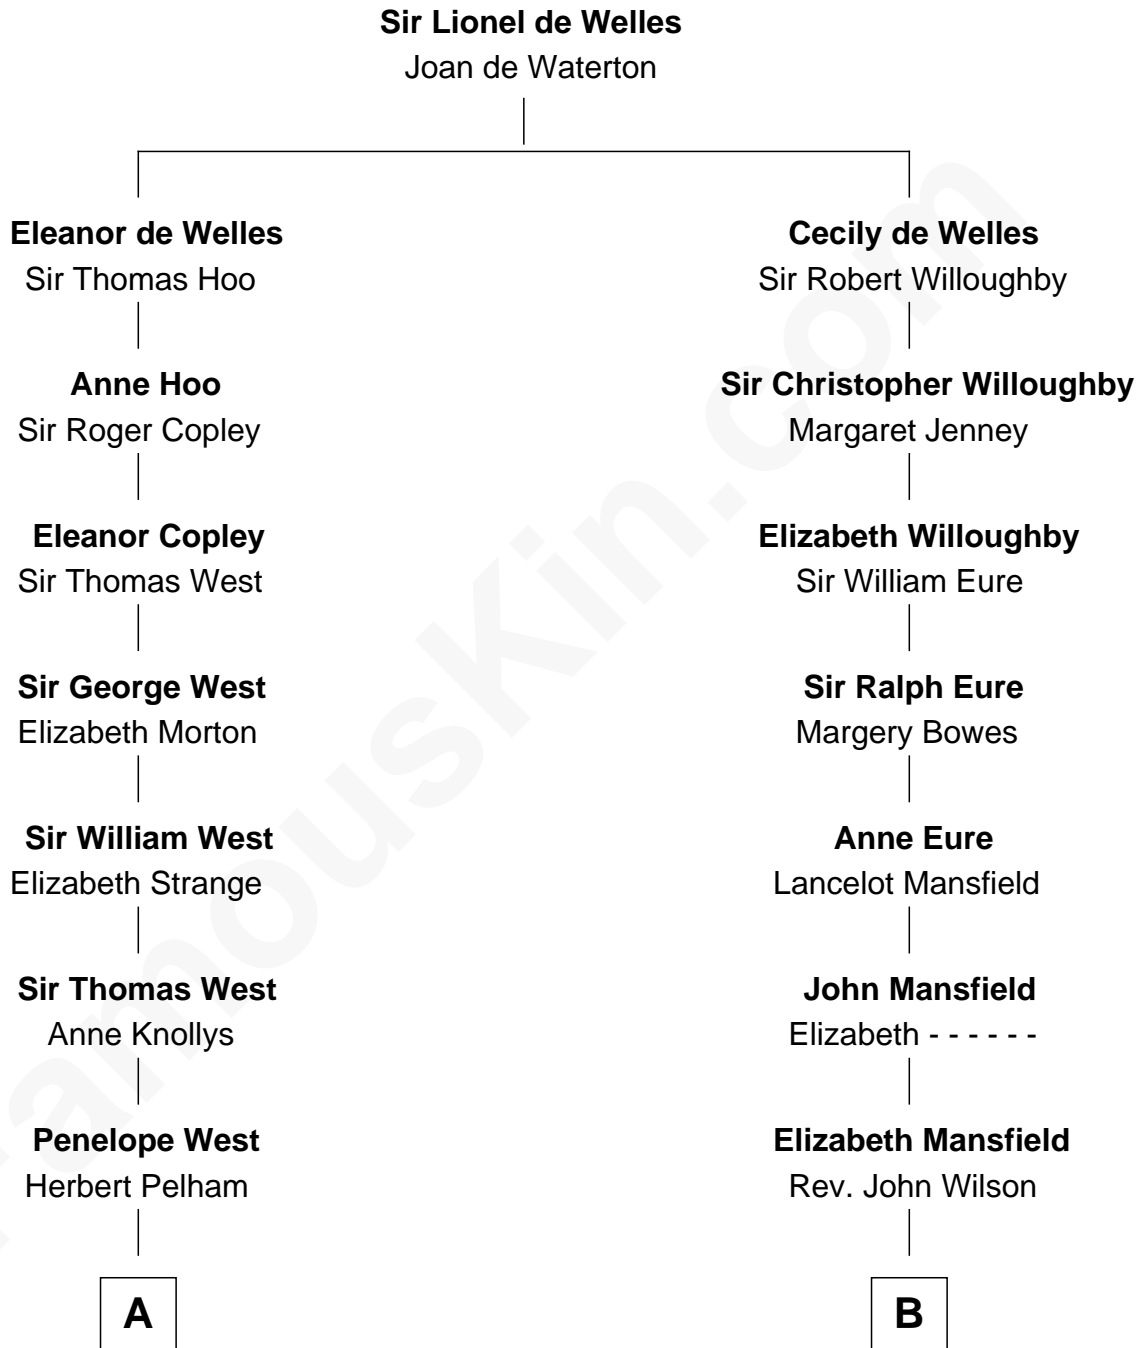 Sir Lionel de Welles
Joan de Waterton
Eleanor de Welles
Sir Thomas Hoo
Anne Hoo
Sir Roger Copley
Eleanor Copley
Sir Thomas West
Sir George West
Elizabeth Morton
Sir William West
Elizabeth Strange
Sir Thomas West
Anne Knollys
Penelope West
Herbert Pelham
A
Cecily de Welles
Sir Robert Willoughby
Sir Christopher Willoughby
Margaret Jenney
Elizabeth Willoughby
Sir William Eure
Sir Ralph Eure
Margery Bowes
Anne Eure
Lancelot Mansfield
John Mansfield
Elizabeth - - - - - -
Elizabeth Mansfield
Rev. John Wilson
B
FamousKin.com